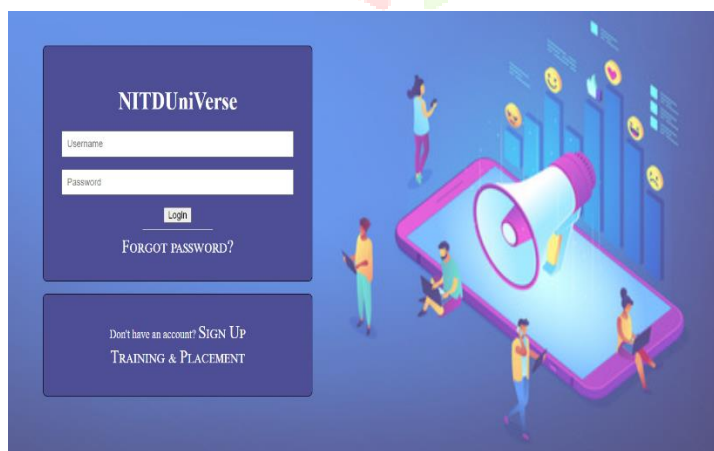 NITDUniVerse
Username
Password
Login
FORGOT PASSWORD?
Don't have an account? SIGN UP
TRAINING & PLACEMENT